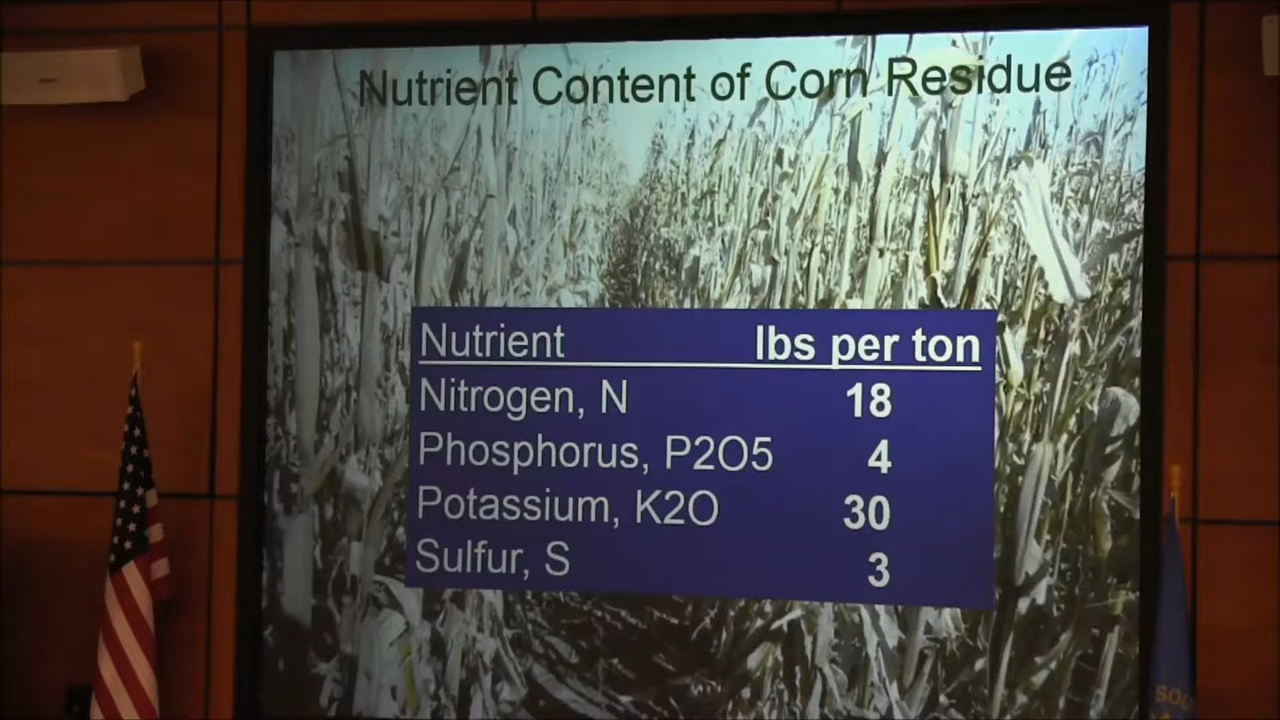 Nutrient Content of Corn Residue
Nutrient lbs per ton
Nitrogen, N 18
Phosphorus, P2O5 4
Potassium, K2O 30
Sulfur, S 3